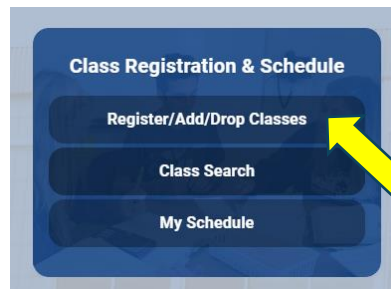 Class Registration & Schedule
Register/Add/Drop Classes
Class Search
My Schedule